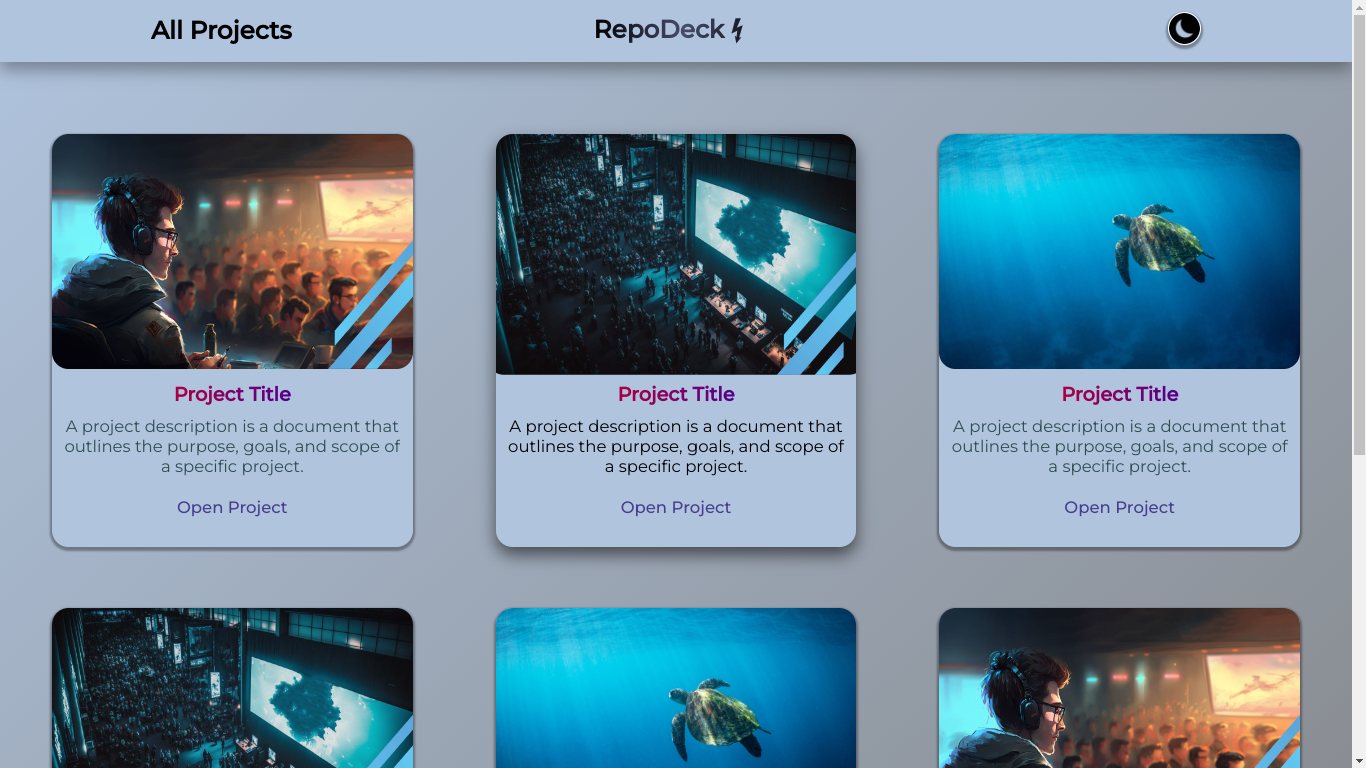 All Projects
RepoDeck
Project Title
A project description is a document that
outlines the purpose, goals, and scope of
a specific project.
Open Project
Project Title
A project description is a document that
outlines the purpose, goals, and scope of
a specific project.
Open Project
Project Title
A project description is a document that
outlines the purpose, goals, and scope of
a specific project.
Open Project